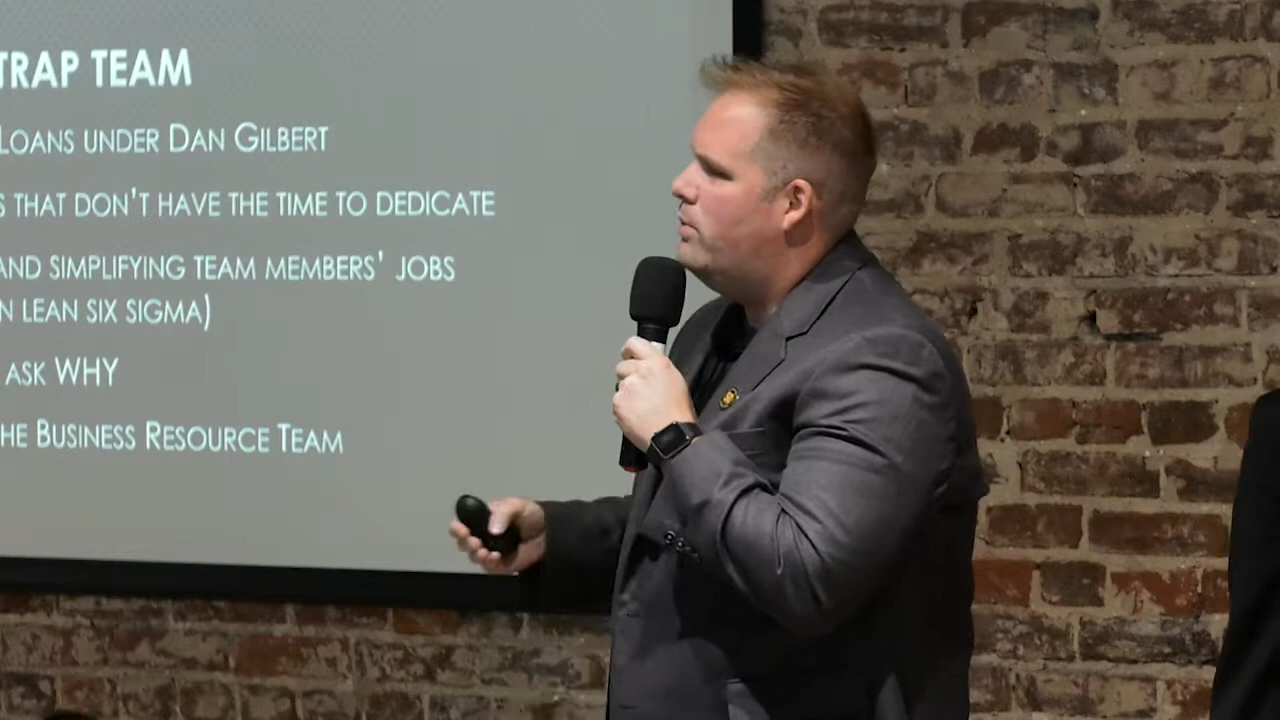 TRAP TEAM
LOANS UNDER DAN GILBERT
S THAT DON'T HAVE THE TIME TO DEDICATE
AND SIMPLIFYING TEAM MEMBERS' JOBS
N LEAN SIX SIGMA)
ASK WHY
HE BUSINESS RESOURCE TEAM